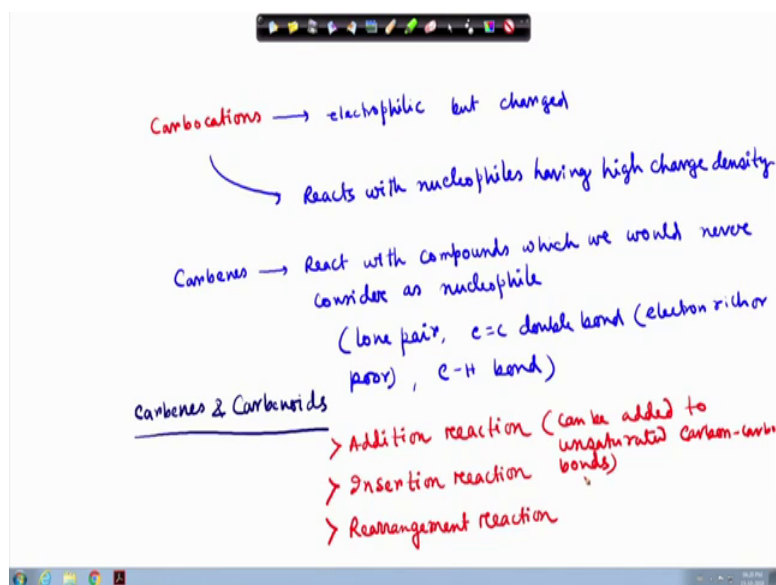 Carbocations → electrophilic but changed
Reacts with nucleophiles having high charge density
Carbenes → React with compounds which we would never
consider as nucleophile
(lone pair, c=c double bond (electron rich or
poor), C-H bond)
Carbenes & Carbenoids
> Addition reaction (can be added to
unsaturated carbon-carbo
bonds)
> Insertion reaction
> Rearrangement reaction